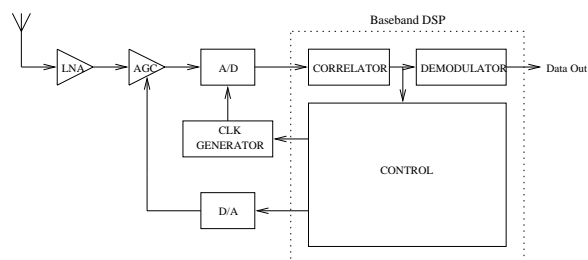 Baseband DSP
LNA
AGC
A/D
CORRELATOR
DEMODULATOR
Data Out
CLK
GENERATOR
CONTROL
D/A